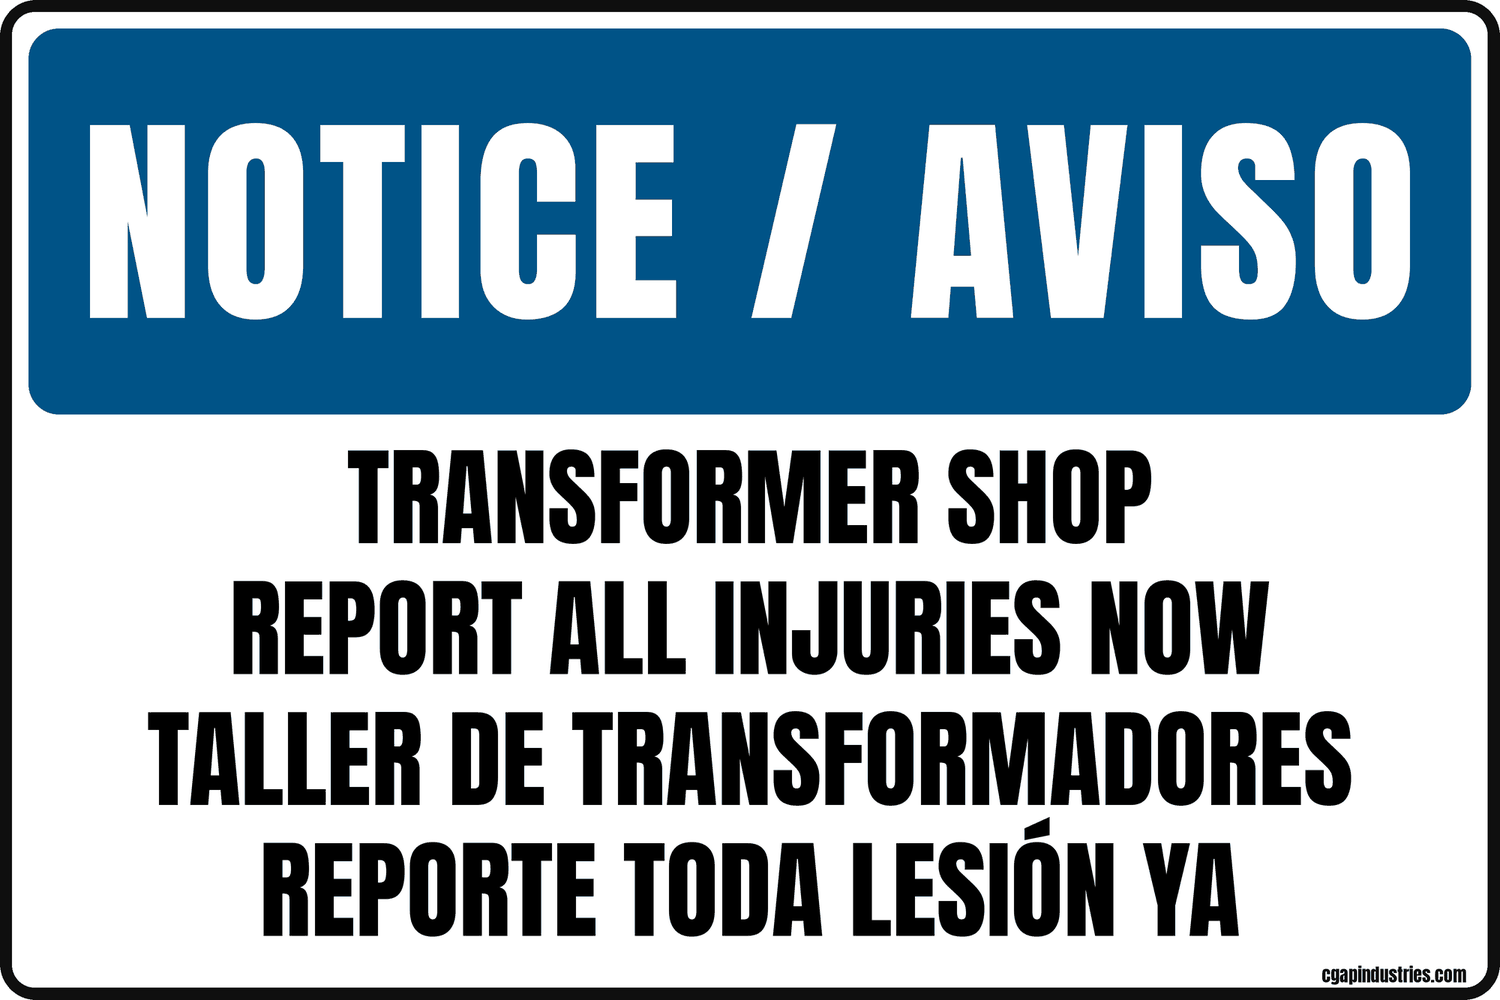 NOTICE / AVISO
TRANSFORMER SHOP
REPORT ALL INJURIES NOW
TALLER DE TRANSFORMADORES
REPORTE TODA LESIÓN YA
cgapindustries.com